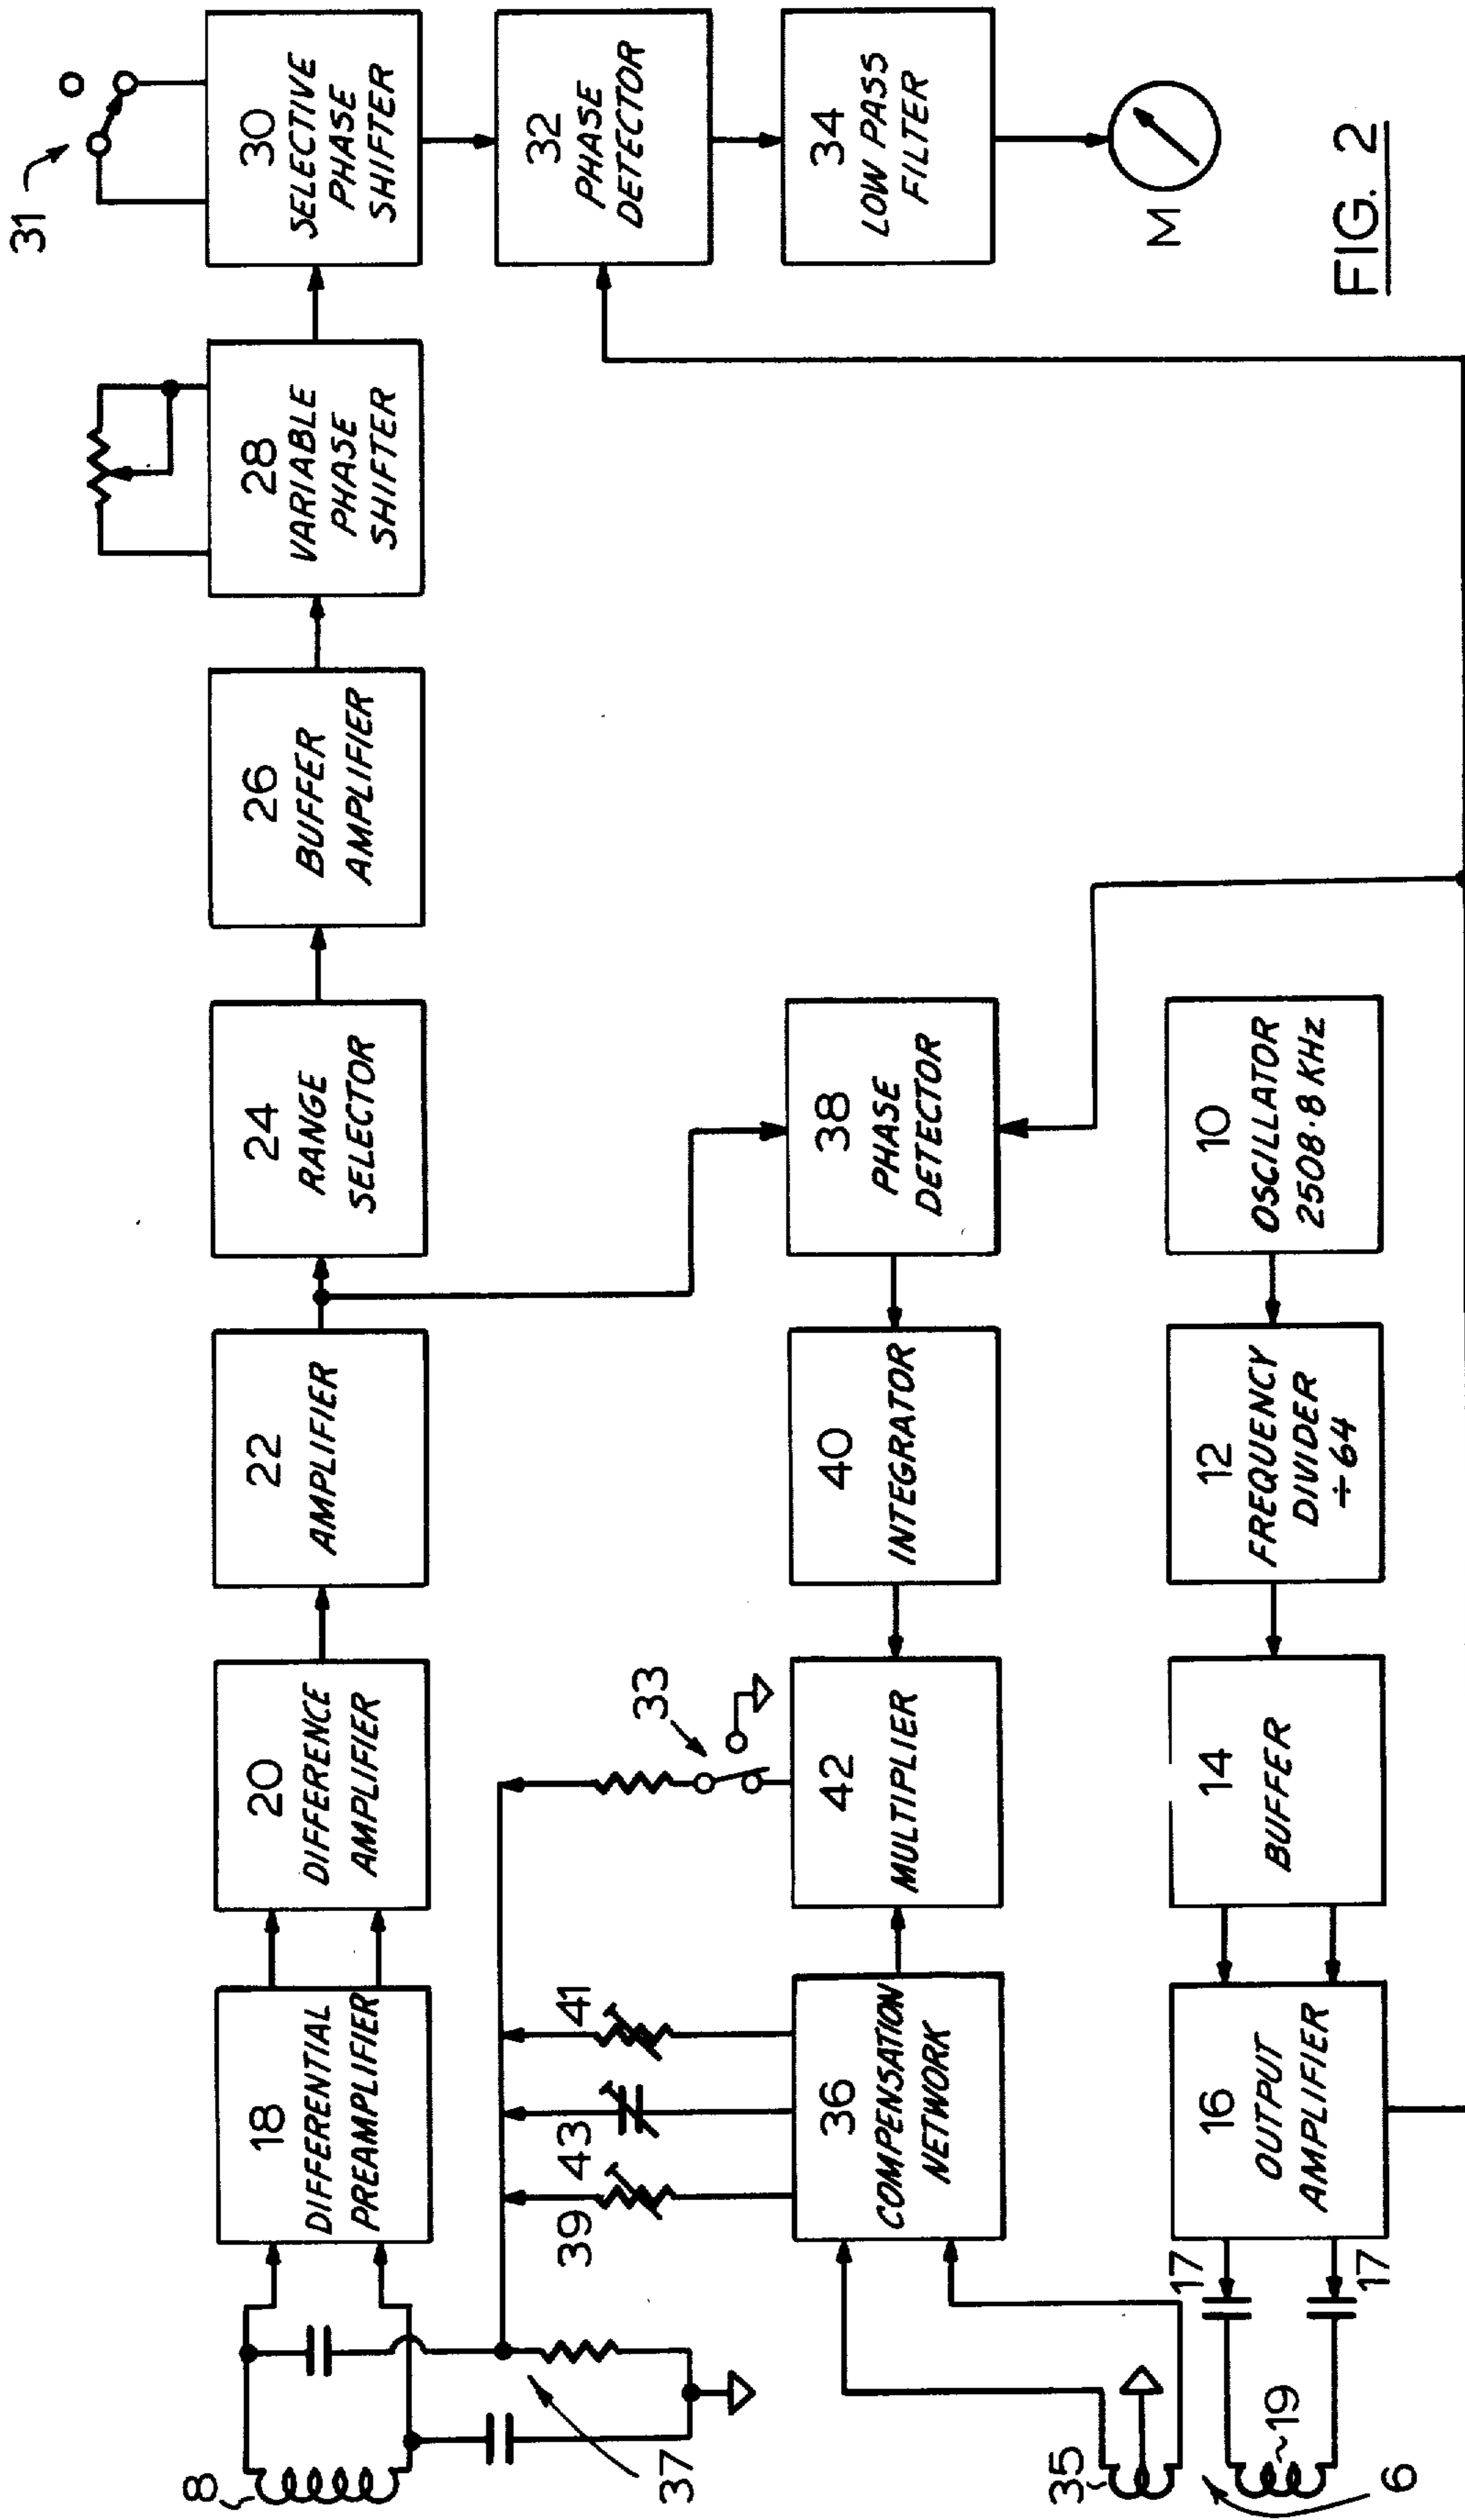 8
18
DIFFERENTIAL
PREAMPLIFIER
20
DIFFERENCE
AMPLIFIER
22
AMPLIFIER
24
RANGE
SELECTOR
26
BUFFER
AMPLIFIER
28
VARIABLE
PHASE
SHIFTER
31
30
SELECTIVE
PHASE
SHIFTER
37
39
43
41
33
32
PHASE
DETECTOR
35
36
COMPENSATION
NETWORK
42
MULTIPLIER
40
INTEGRATOR
38
PHASE
DETECTOR
34
LOW PASS
FILTER
M
6
19
17
17
16
OUTPUT
AMPLIFIER
14
BUFFER
12
FREQUENCY
DIVIDER
÷64
10
OSCILLATOR
2508·8 KHz
FIG. 2